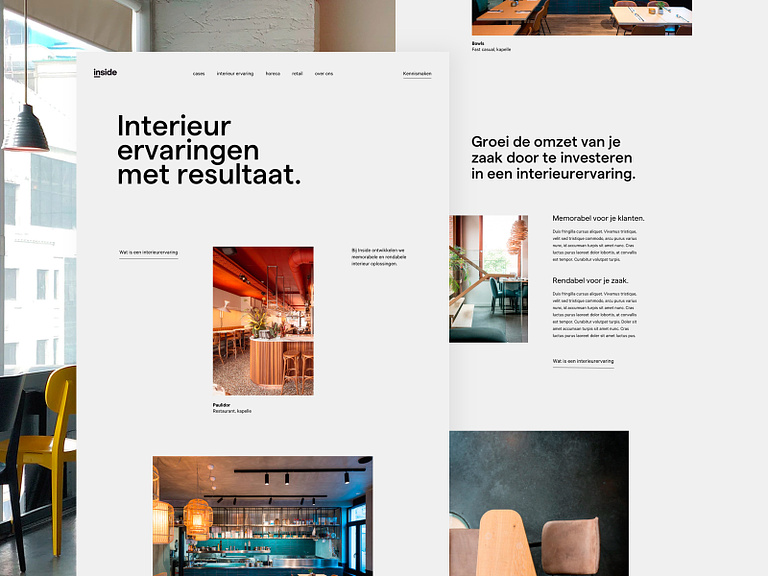 inside
cases interieur ervaring horeca retail over ons
Kennismaken
Interieur
ervaringen
met resultaat.
Wat is een interieurervaring
Bij Inside ontwikkelen we
memorabele en rendabele
interieur oplossingen.
Paulidor
Restaurant, kapelle
Bowls
Fast casual, kapelle
Groei de omzet van je
zaak door te investeren
in een interieurervaring.
Memorabel voor je klanten.
Duis fringilla cursus aliquet. Vivamus tristique,
velit sed tristique commodo, arcu purus varius
nunc, id accumsan turpis sit amet nunc. Cras
luctus purus laoreet dolor lobortis, at convallis
est tempor. Curabitur volutpat turpis.
Rendabel voor je zaak.
Duis fringilla cursus aliquet. Vivamus tristique,
velit sed tristique commodo, arcu purus varius
nunc, id accumsan turpis sit amet nunc. Cras
luctus purus laoreet dolor lobortis, at convallis
est tempor. Curabitur volutpat turpis. Dolor sit
amet accumsan turpis sit amet nunc. Cras
luctus purus laoreet dolor luctus pos.
Wat is een interieurervaring